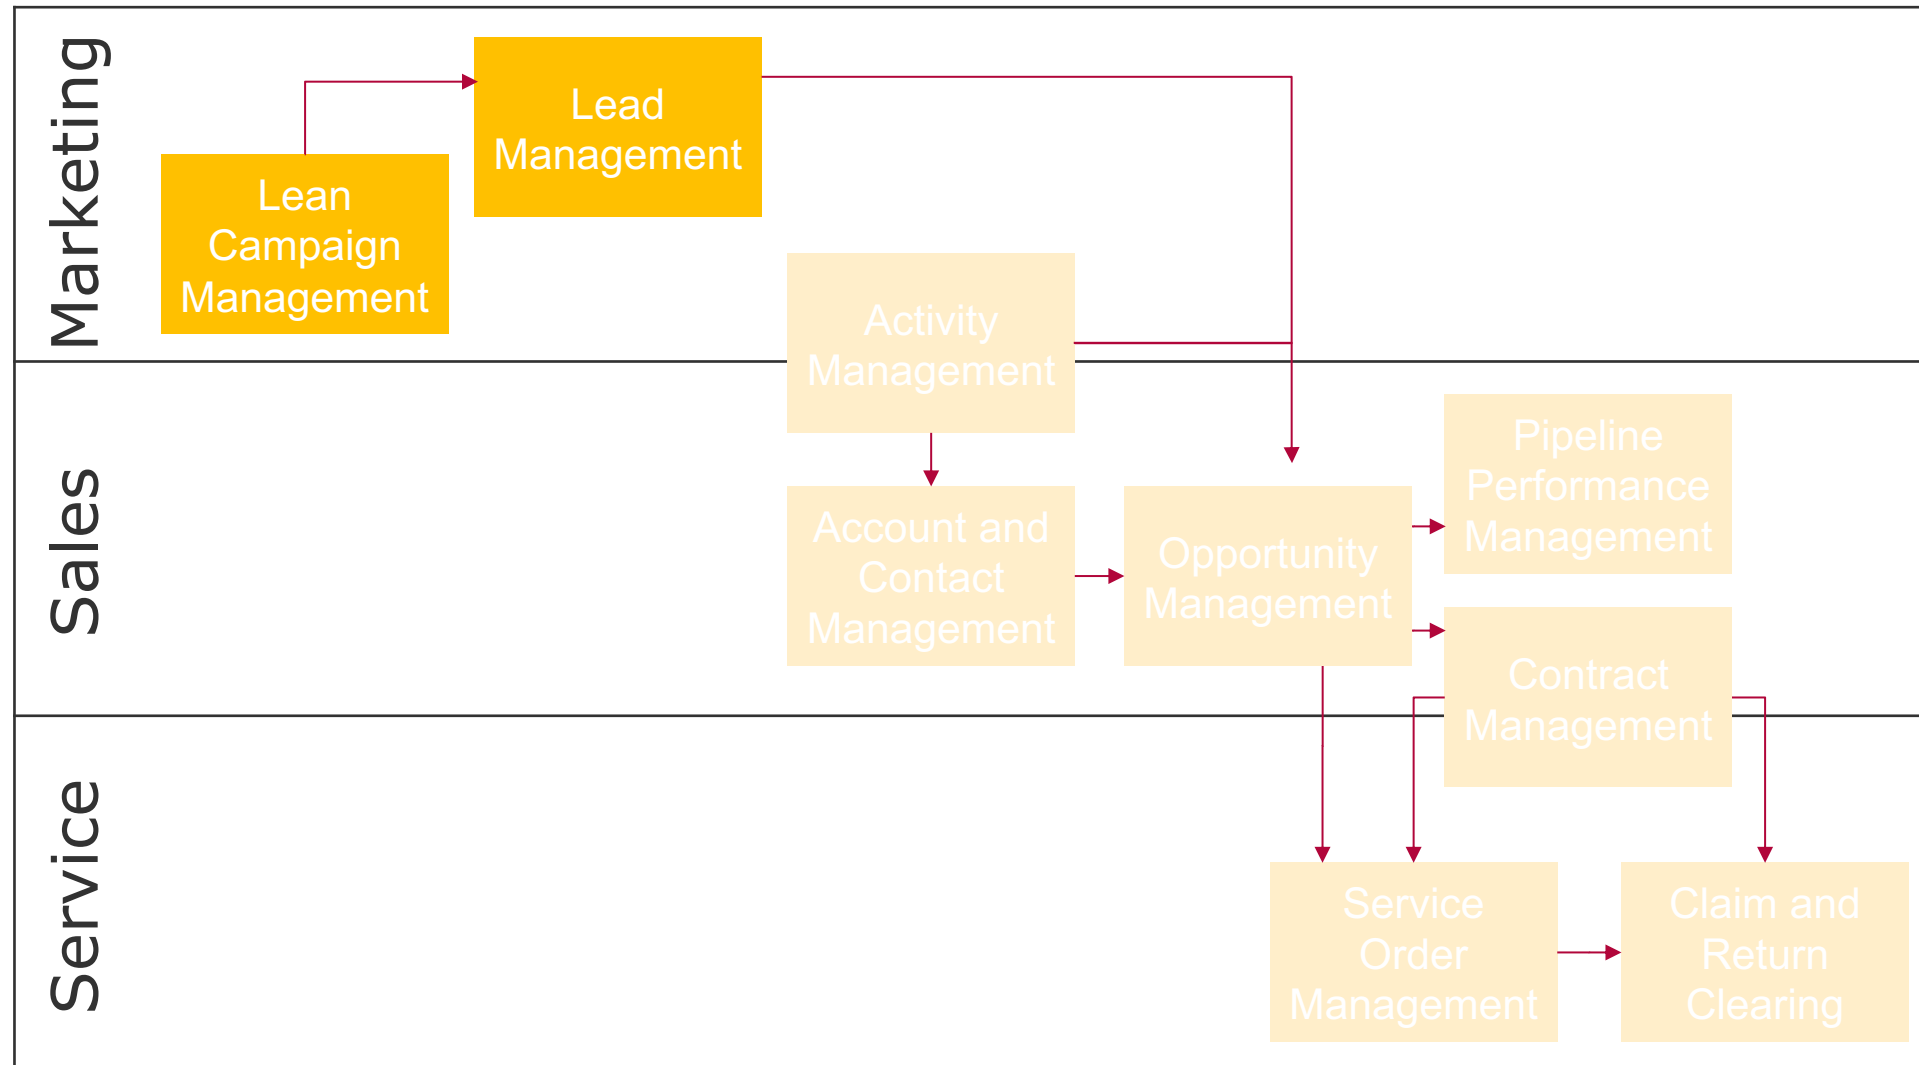 Marketing
Lean
Campaign
Management
Lead
Management
Activity
Management
Sales
Account and
Contact
Management
Opportunity
Management
Pipeline
Performance
Management
Contract
Management
Service
Service
Order
Management
Claim and
Return
Clearing